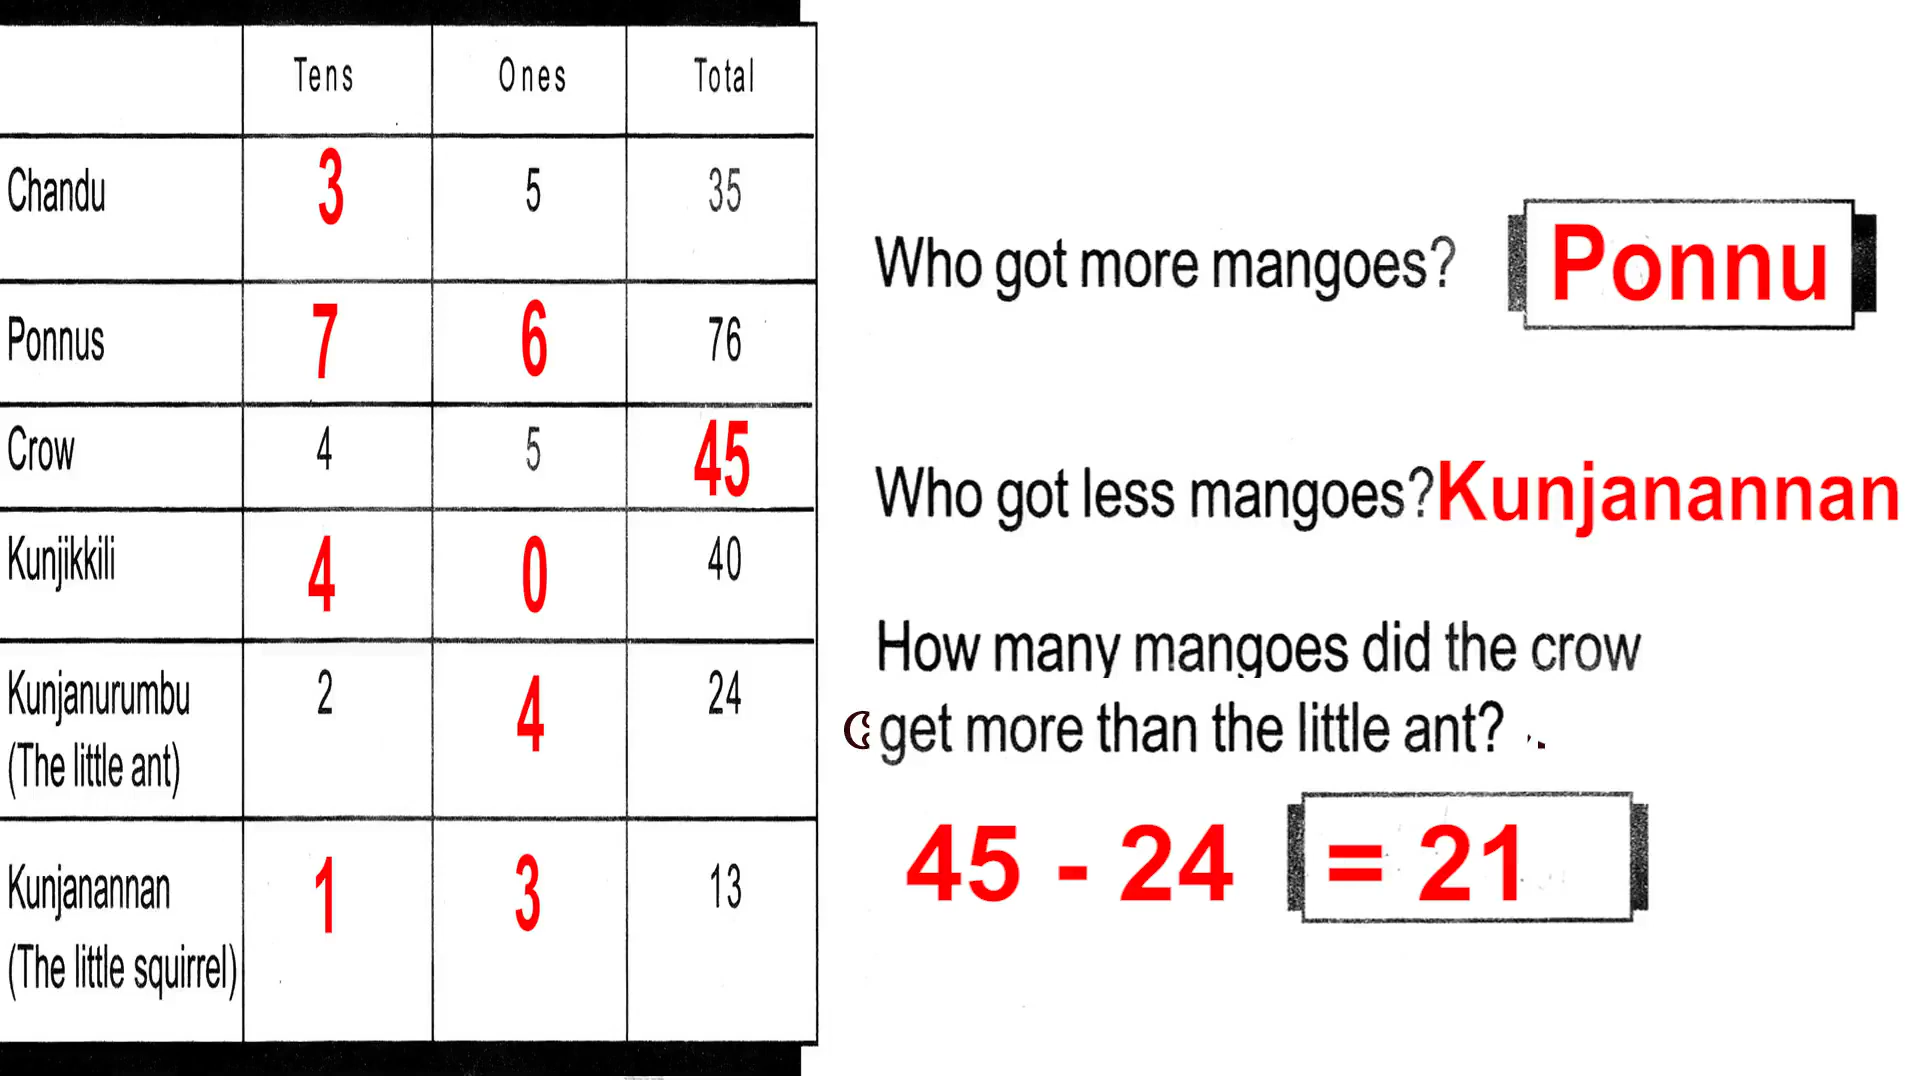 Tens Ones Total
Chandu 3 5 35
Ponnus 7 6 76
Crow 4 5 45
Kunjikkili 4 0 40
Kunjanurumbu 2 4 24
(The little ant)
Kunjanannan 1 3 13
(The little squirrel)
Who got more mangoes? Ponnu
Who got less mangoes? Kunjanannan
How many mangoes did the crow
get more than the little ant?
45 - 24 = 21